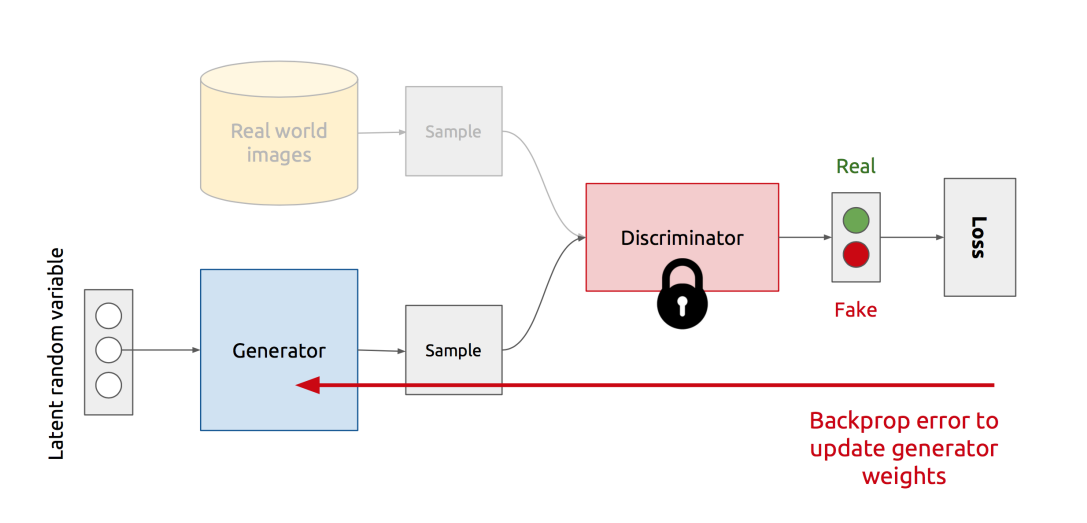 Real world
images
Sample
Discriminator
Real
Fake
Loss
Latent random variable
Generator
Sample
Backprop error to
update generator
weights